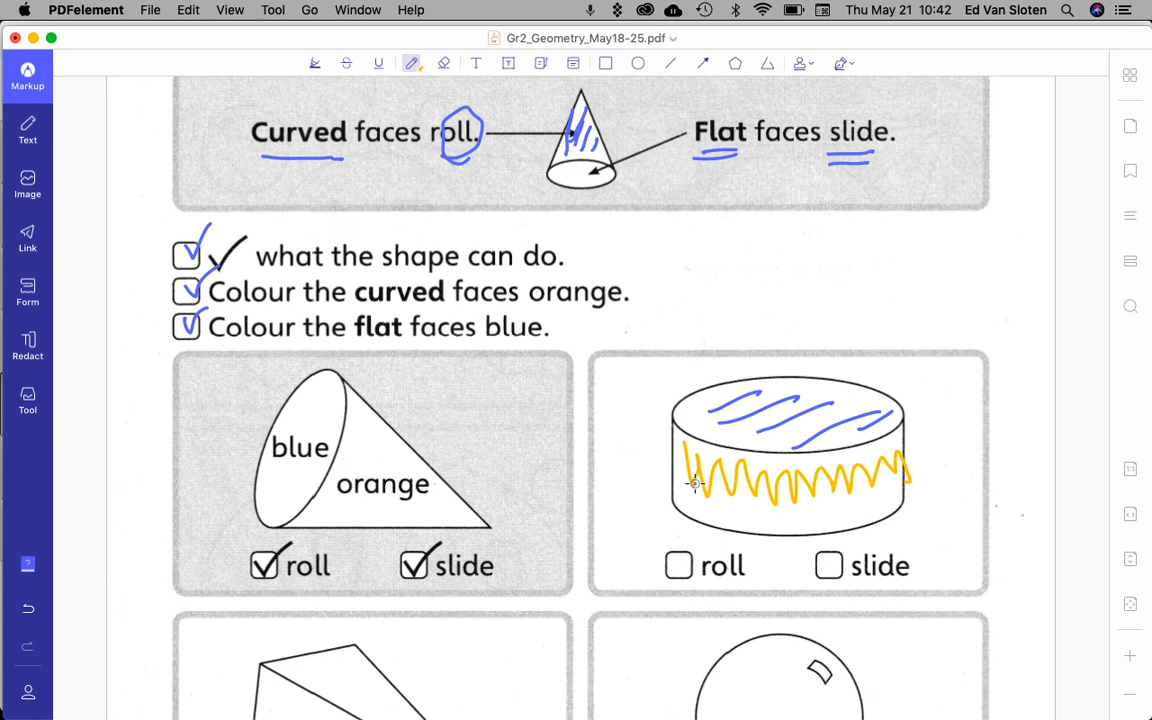 PDFelement File Edit View Tool Go Window Help Thu May 21 10:42 Ed Van Sloten
Gr2_Geometry_May18-25.pdf
Markup
Text
Image
Link
Form
Redact
Tool
Curved faces roll. Flat faces slide.
✓ what the shape can do.
Colour the curved faces orange.
Colour the flat faces blue.
blue
orange
roll slide
roll slide